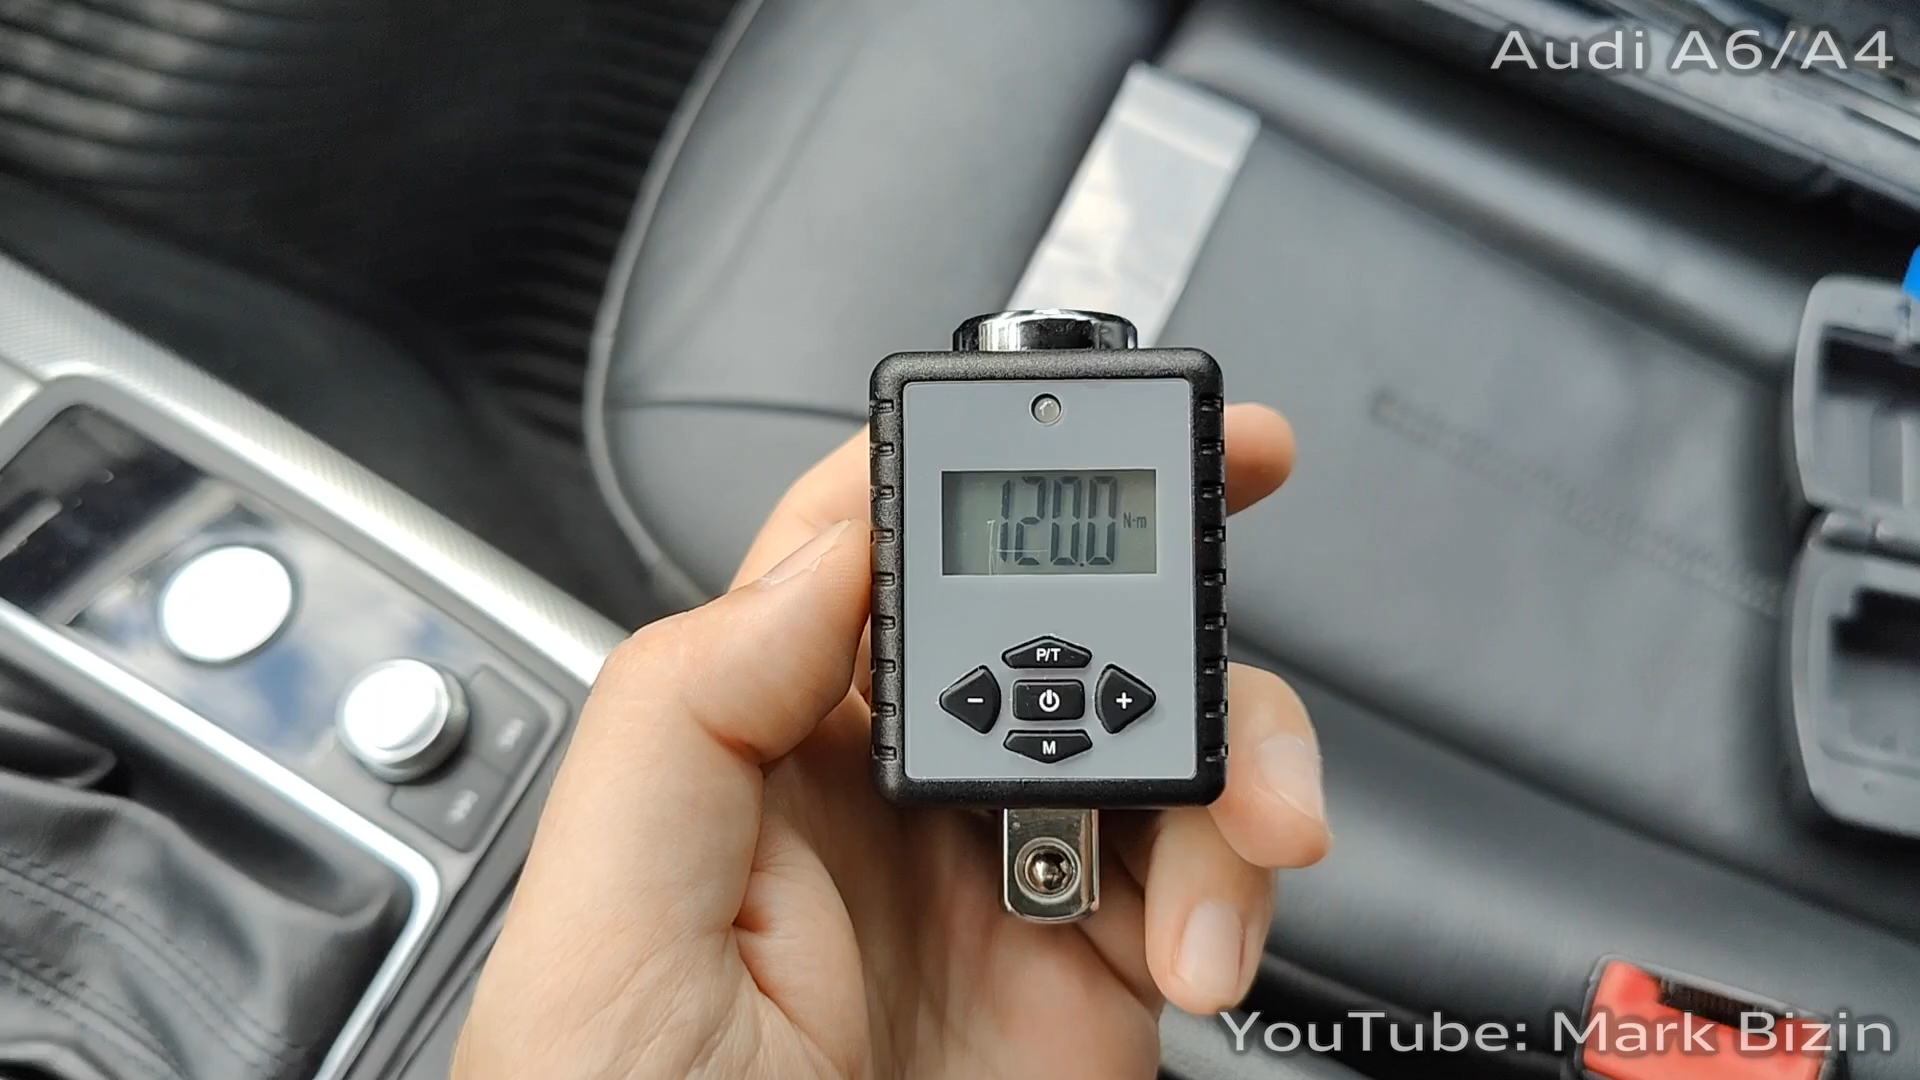 Audi A6/A4
120.0 N-m
P/T
- +
M
YouTube: Mark Bizin